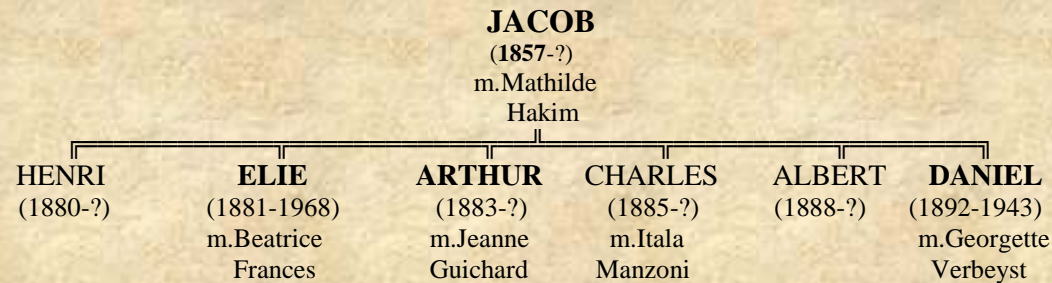 JACOB
(1857-?)
m.Mathilde
Hakim
HENRI ELIE ARTHUR CHARLES ALBERT DANIEL
(1880-?) (1881-1968) (1883-?) (1885-?) (1888-?) (1892-1943)
m.Beatrice m.Jeanne m.Itala m.Georgette
Frances Guichard Manzoni Verbeyst